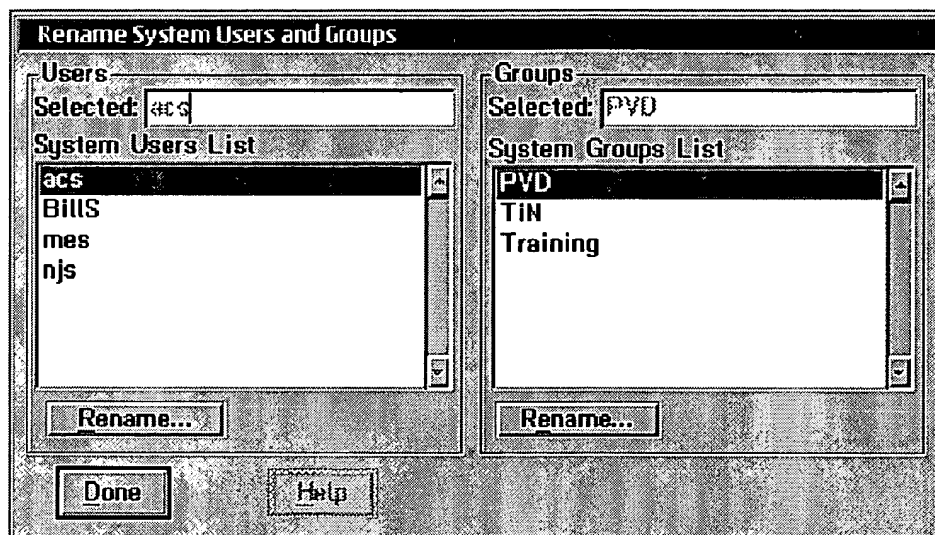 Rename System Users and Groups
Users
Selected: acs
System Users List
acs
BillS
mes
njs
Rename...
Groups
Selected: PVD
System Groups List
PVD
TiN
Training
Rename...
Done
Help